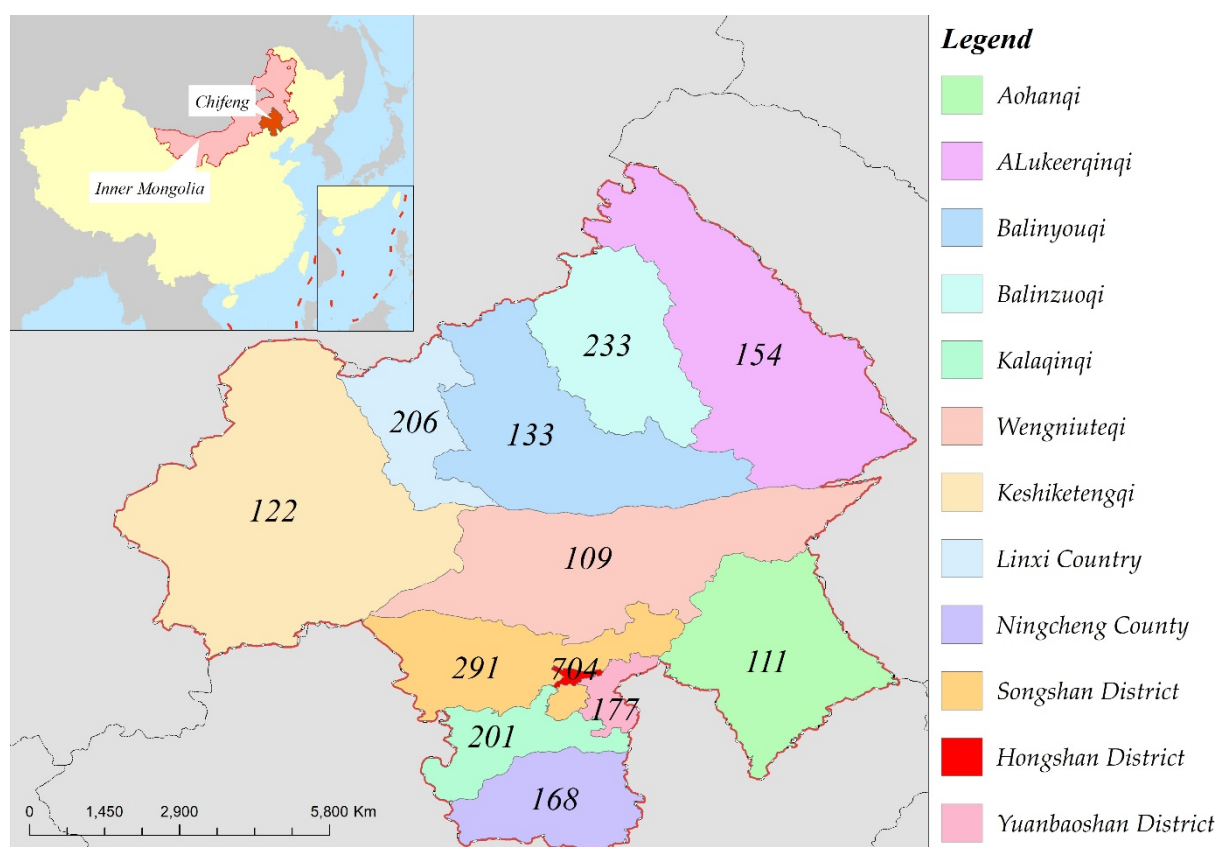 Chifeng
Inner Mongolia
233
154
206
133
122
109
111
291
704
177
201
168
0 1,450 2,900 5,800 Km
Legend
Aohanqi
ALukeerqinqi
Balinyouqi
Balinzuoqi
Kalaqinqi
Wengniuteqi
Keshiketengqi
Linxi Country
Ningcheng County
Songshan District
Hongshan District
Yuanbaoshan District